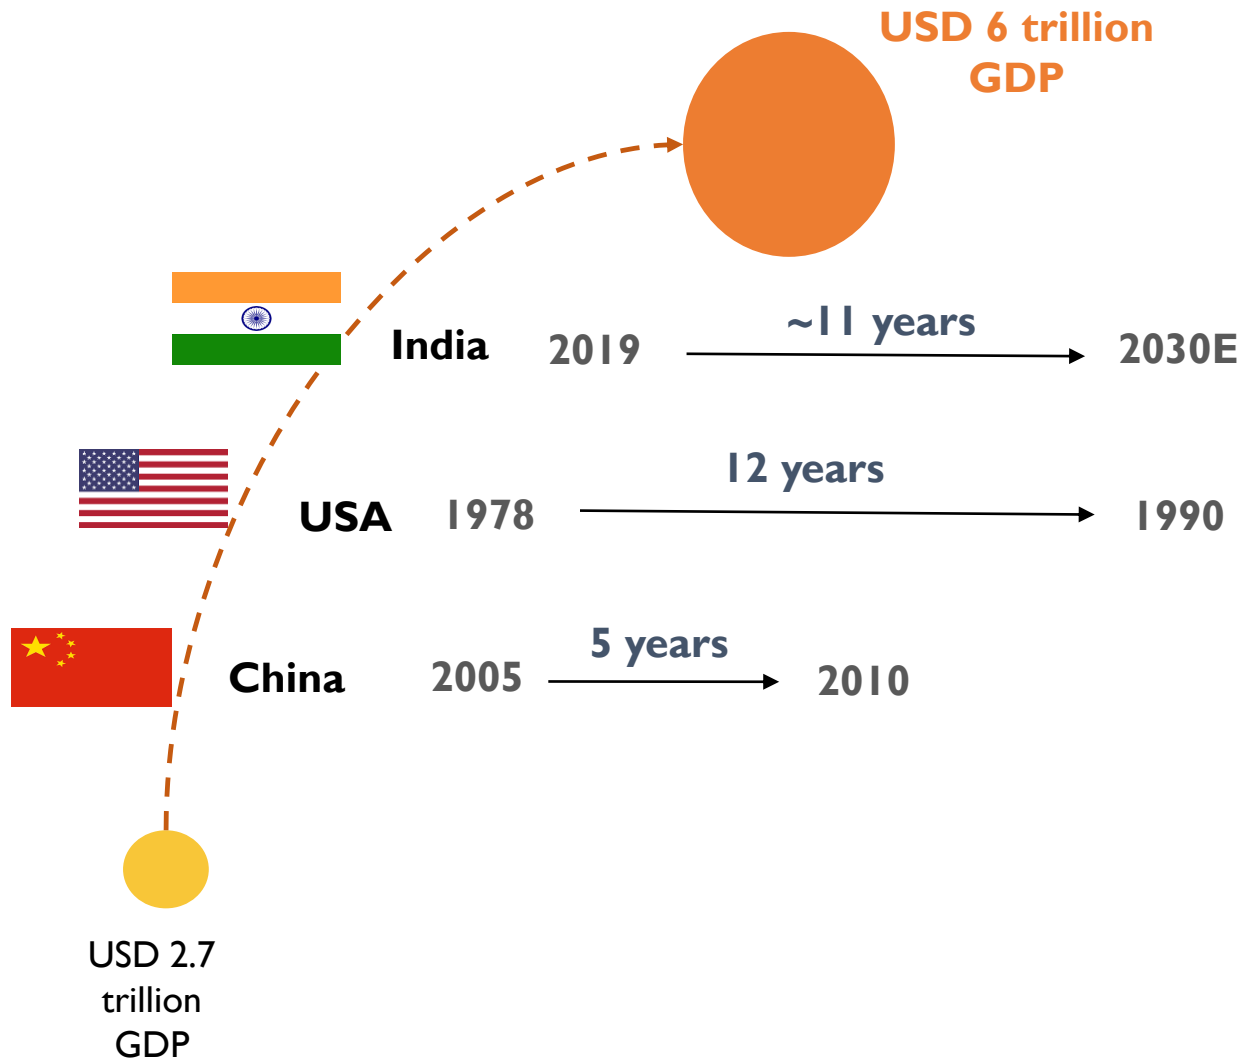 USD 6 trillion
GDP
India 2019 ~11 years 2030E
USA 1978 12 years 1990
China 2005 5 years 2010
USD 2.7
trillion
GDP